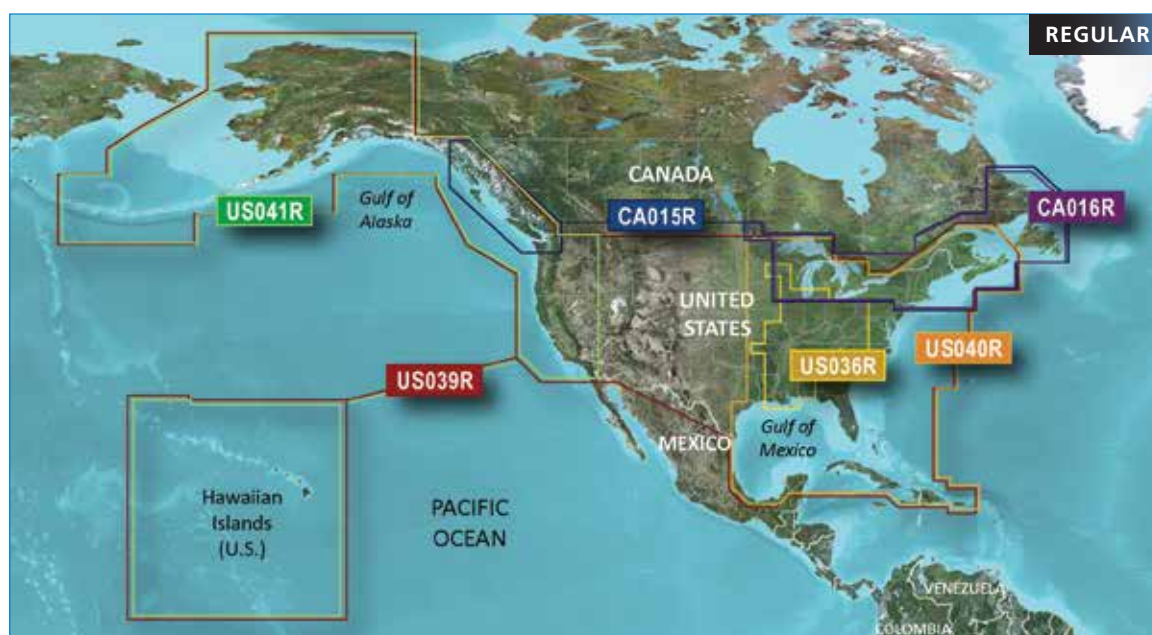 REGULAR
CANADA
US041R
Gulf of
Alaska
CA015R
CA016R
UNITED
STATES
US040R
US036R
US039R
Gulf of
Mexico
MEXICO
Hawaiian
Islands
(U.S.)
PACIFIC
OCEAN
VENEZUELA
COLOMBIA